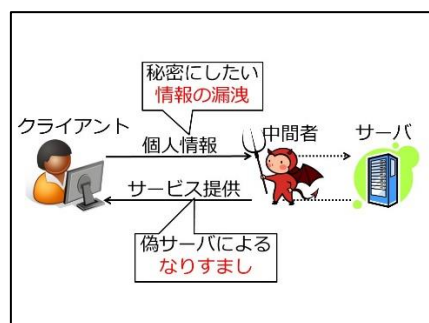 秘密にしたい
情報の漏洩
クライアント
個人情報
中間者
サーバ
サービス提供
偽サーバによる
なりすまし